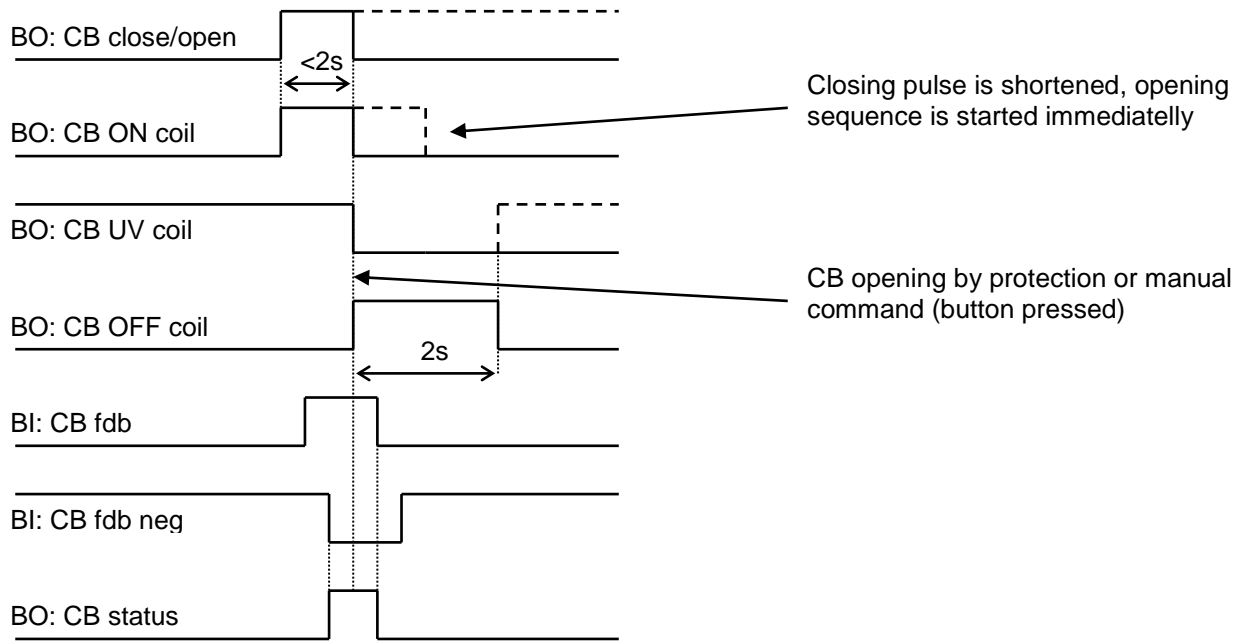 BO: CB close/open
<2s
Closing pulse is shortened, opening
sequence is started immediatelly
BO: CB ON coil
BO: CB UV coil
CB opening by protection or manual
command (button pressed)
BO: CB OFF coil
2s
BI: CB fdb
BI: CB fdb neg
BO: CB status